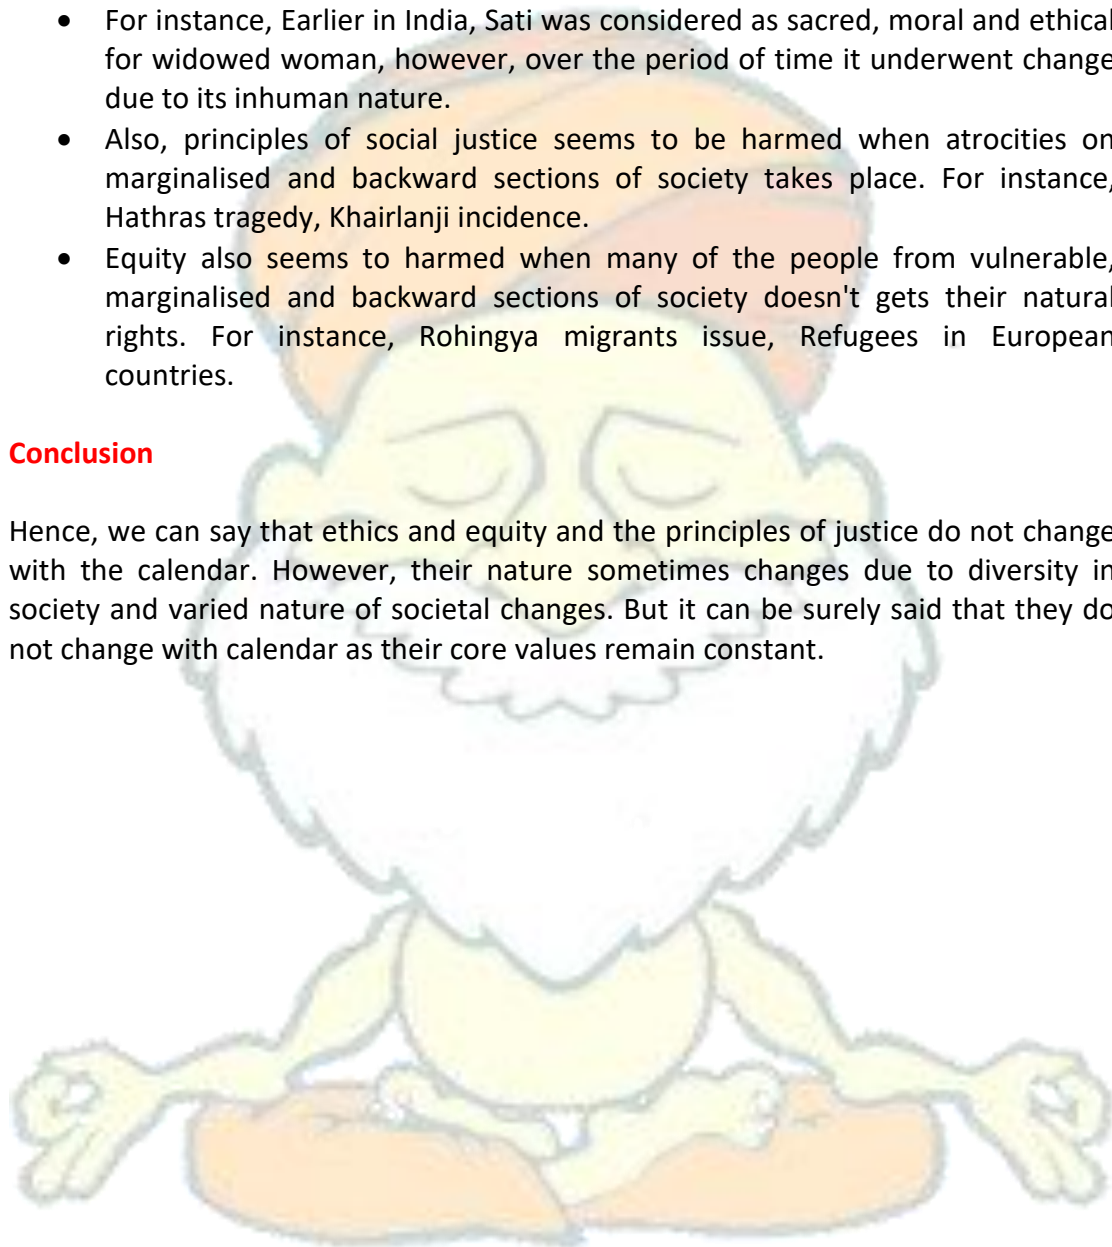 • For instance, Earlier in India, Sati was considered as sacred, moral and ethical
for widowed woman, however, over the period of time it underwent change
due to its inhuman nature.
• Also, principles of social justice seems to be harmed when atrocities on
marginalised and backward sections of society takes place. For instance,
Hathras tragedy, Khairlanji incidence.
• Equity also seems to harmed when many of the people from vulnerable,
marginalised and backward sections of society doesn't gets their natural
rights. For instance, Rohingya migrants issue, Refugees in European
countries.
Conclusion
Hence, we can say that ethics and equity and the principles of justice do not change
with the calendar. However, their nature sometimes changes due to diversity in
society and varied nature of societal changes. But it can be surely said that they do
not change with calendar as their core values remain constant.